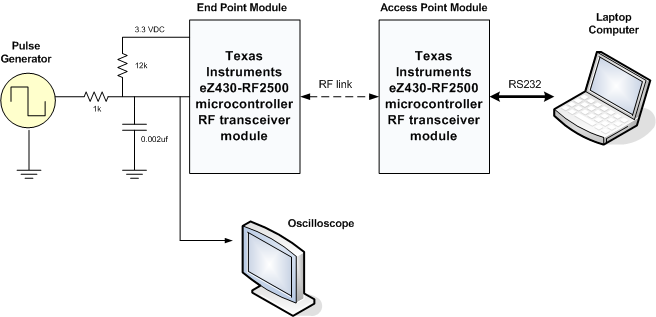 End Point Module
Access Point Module
Laptop
Computer
Pulse
Generator
3.3 VDC
12k
1k
0.002uf
Texas
Instruments
eZ430-RF2500
microcontroller
RF transceiver
module
RF link
Texas
Instruments
eZ430-RF2500
microcontroller
RF transceiver
module
RS232
Oscilloscope